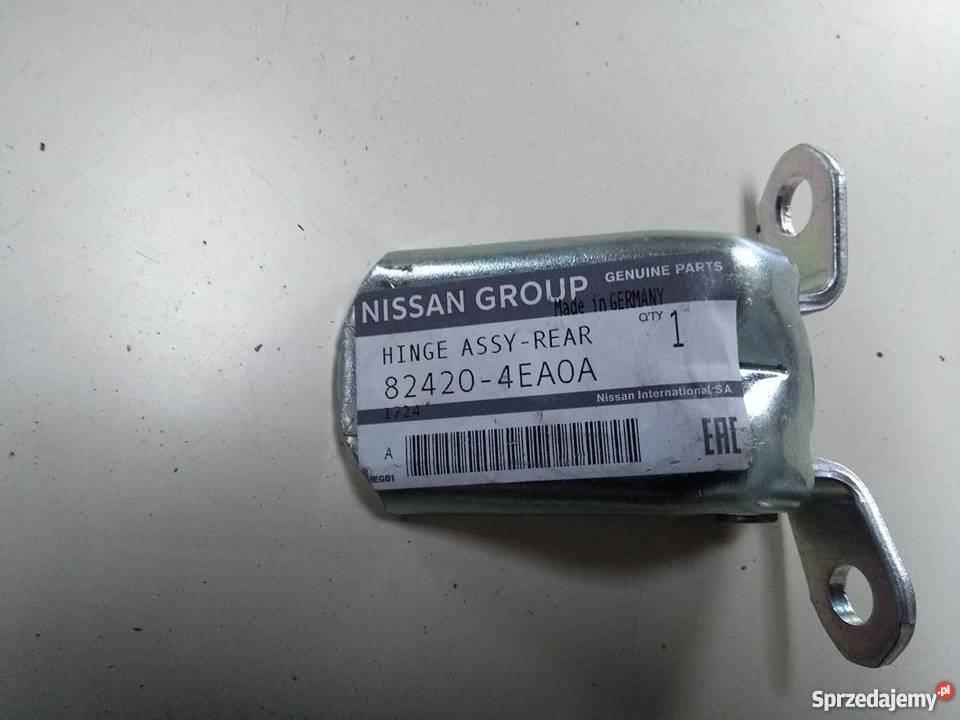 NISSAN GROUP GENUINE PARTS
Made in GERMANY
HINGE ASSY-REAR Q'TY 1
82420-4EA0A
1724 Nissan International SA
A EAC
Sprzedajemy.pl